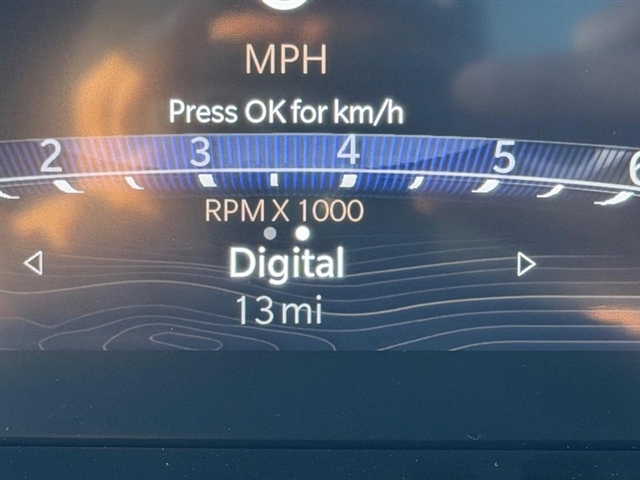 MPH
Press OK for km/h
2 3 4 5 6
RPM X 1000
Digital
13 mi